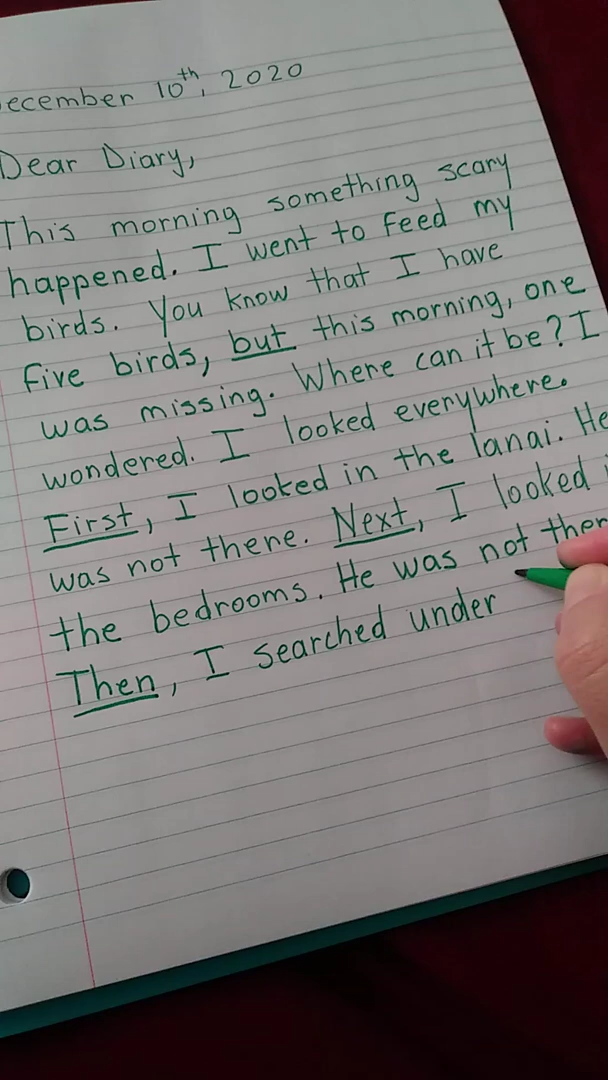 ecember 10th, 2020
Dear Diary,
This morning something scary
happened. I went to feed my
birds. You know that I have
five birds, but this morning, one
was missing. Where can it be? I
wondered. I looked everywhere.
First, I looked in the lanai. He
was not there. Next, I looked
the bedrooms. He was not ther
Then, I searched under